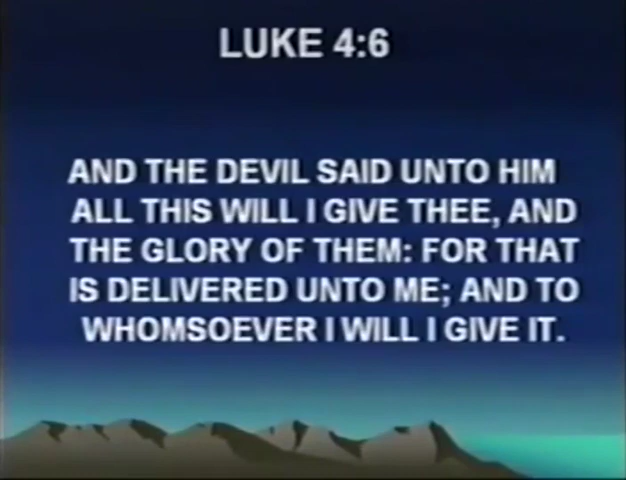 LUKE 4:6
AND THE DEVIL SAID UNTO HIM
ALL THIS WILL I GIVE THEE, AND
THE GLORY OF THEM: FOR THAT
IS DELIVERED UNTO ME; AND TO
WHOMSOEVER I WILL I GIVE IT.